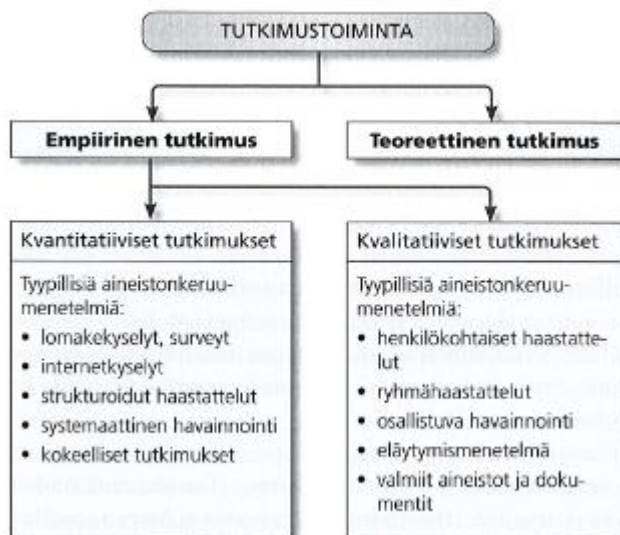 TUTKIMUSTOIMINTA
Empiirinen tutkimus
Teoreettinen tutkimus
Kvantitatiiviset tutkimukset
Tyypillisiä aineistonkeruu-
menetelmiä:
• lomakekyselyt, surveyt
• internetkyselyt
• strukturoidut haastattelut
• systemaattinen havainnointi
• kokeelliset tutkimukset
Kvalitatiiviset tutkimukset
Tyypillisiä aineistonkeruu-
menetelmiä:
• henkilökohtaiset haastatte-
lut
• ryhmähaastattelut
• osallistuva havainnointi
• eläytymismenetelmä
• valmiit aineistot ja doku-
mentit